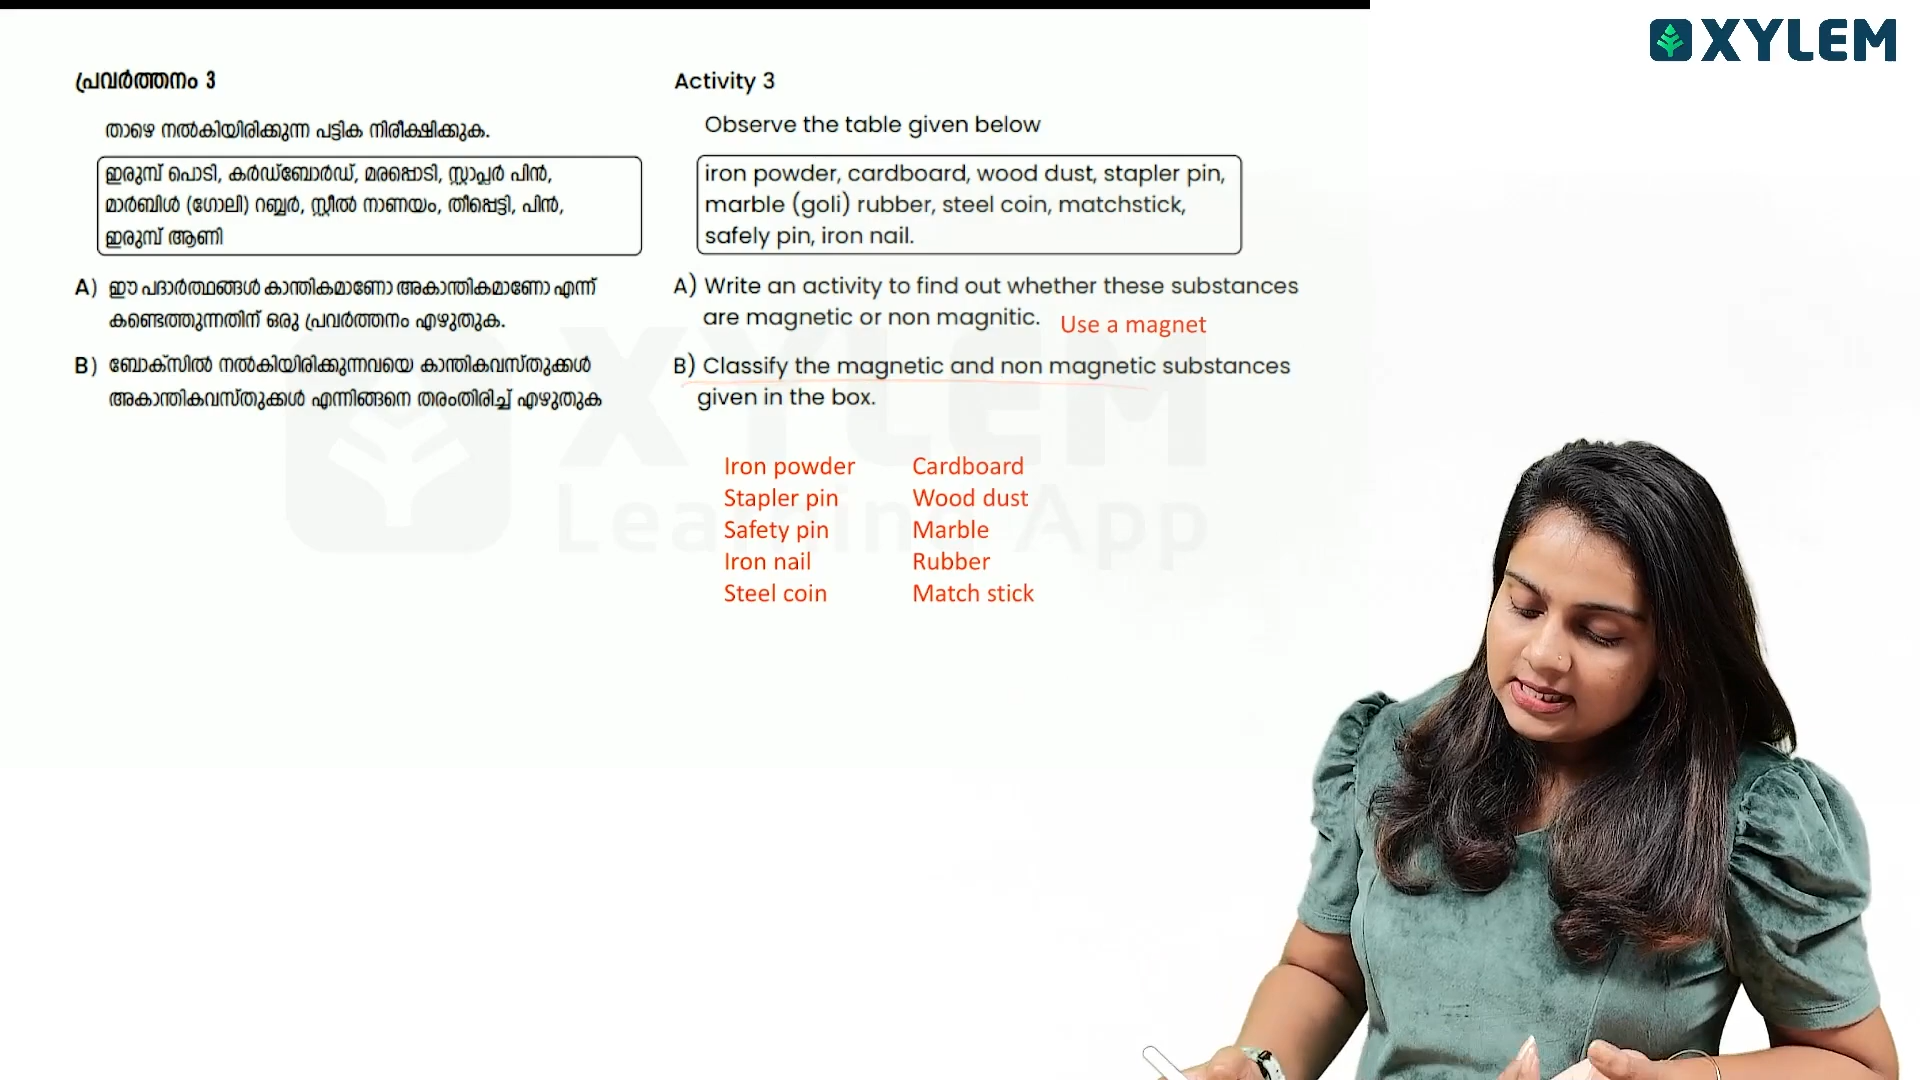 XYLEM
പ്രവർത്തനം 3
താഴെ നൽകിയിരിക്കുന്ന പട്ടിക നിരീക്ഷിക്കുക.
ഇരുമ്പ് പൊടി, കർഡ്ബോർഡ്, മരപ്പൊടി, സ്റ്റാപ്ലർ പിൻ,
മാർബിൾ (ഗോലി) റബ്ബർ, സ്റ്റീൽ നാണയം, തീപ്പെട്ടി, പിൻ,
ഇരുമ്പ് ആണി
A) ഈ പദാർത്ഥങ്ങൾ കാന്തികമാണോ അകാന്തികമാണോ എന്ന്
കണ്ടെത്തുന്നതിന് ഒരു പ്രവർത്തനം എഴുതുക.
B) ബോക്സിൽ നൽകിയിരിക്കുന്നവയെ കാന്തികവസ്തുക്കൾ
അകാന്തികവസ്തുക്കൾ എന്നിങ്ങനെ തരംതിരിച്ച് എഴുതുക
Activity 3
Observe the table given below
iron powder, cardboard, wood dust, stapler pin,
marble (goli) rubber, steel coin, matchstick,
safely pin, iron nail.
A) Write an activity to find out whether these substances
are magnetic or non magnitic. Use a magnet
B) Classify the magnetic and non magnetic substances
given in the box.
Iron powder Cardboard
Stapler pin Wood dust
Safety pin Marble
Iron nail Rubber
Steel coin Match stick
XYLEM
Learning App